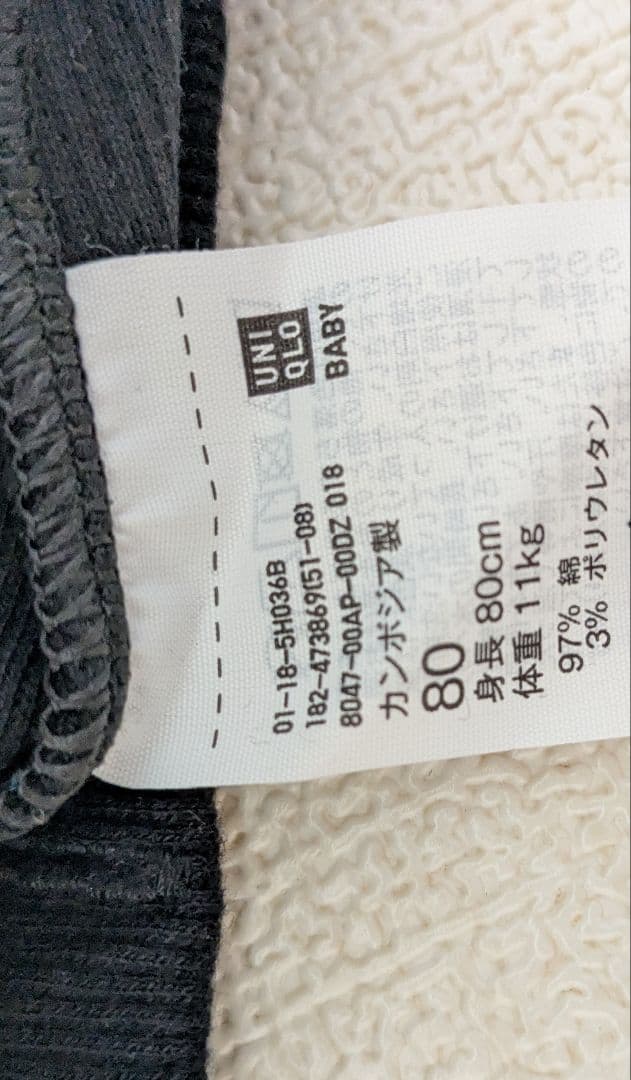 UNI
QLO
BABY
01-18-5H036B
182-473869(51-08)
8047-00AP-00DZ 018
カンボジア製
80
身長 80cm
体重 11kg
97% 綿
3% ポリウレタン